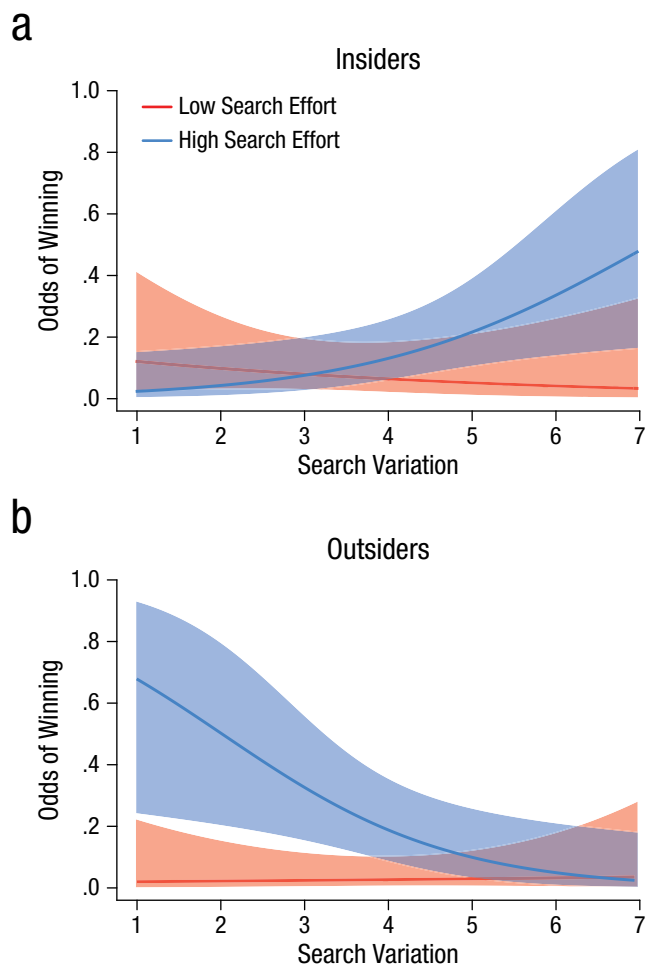 a
Insiders
1.0
.8
.6
.4
.2
.0
Odds of Winning
Low Search Effort
High Search Effort
1 2 3 4 5 6 7
Search Variation
b
Outsiders
1.0
.8
.6
.4
.2
.0
Odds of Winning
1 2 3 4 5 6 7
Search Variation